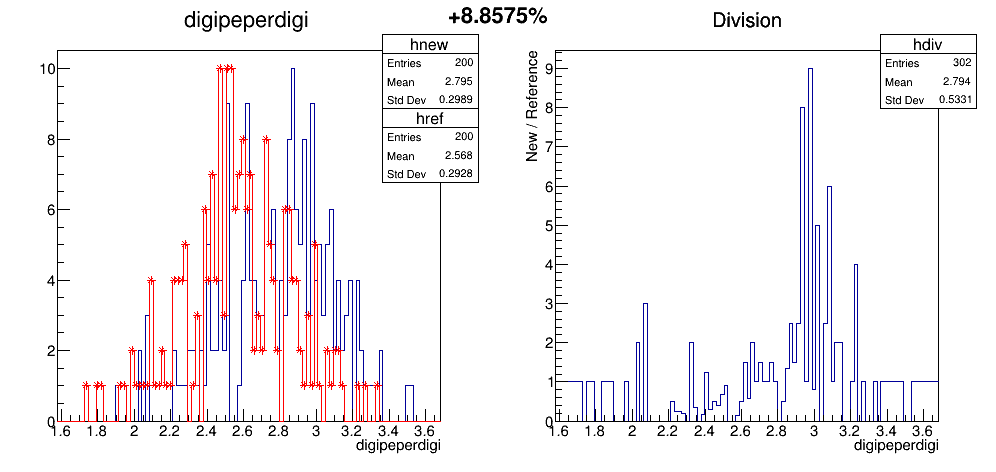 +8.8575%
digipeperdigi
hnew
Entries 200
Mean 2.795
Std Dev 0.2989
href
Entries 200
Mean 2.568
Std Dev 0.2928
10
8
6
4
2
0
1.6 1.8 2 2.2 2.4 2.6 2.8 3 3.2 3.4 3.6
digipeperdigi
Division
hdiv
Entries 302
Mean 2.794
Std Dev 0.5331
New / Reference
9
8
7
6
5
4
3
2
1
0
1.6 1.8 2 2.2 2.4 2.6 2.8 3 3.2 3.4 3.6
digipeperdigi